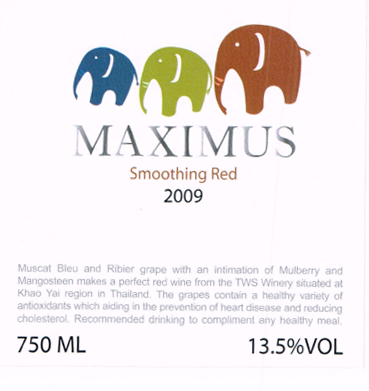 MAXIMUS
Smoothing Red
2009
Muscat Bleu and Ribier grape with an intimation of Mulberry and
Mangosteen makes a perfect red wine from the TWS Winery situated at
Khao Yai region in Thailand. The grapes contain a healthy variety of
antioxidants which aiding in the prevention of heart disease and reducing
cholesterol. Recommended drinking to compliment any healthy meal.
750 ML 13.5%VOL